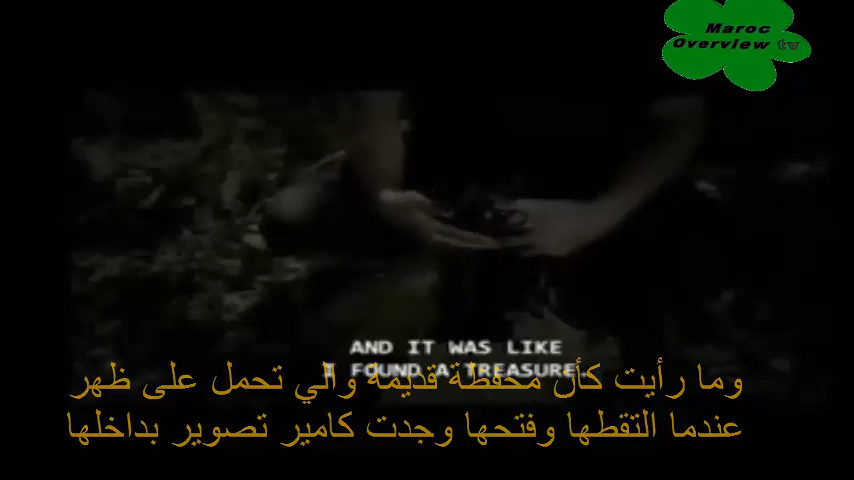 Maroc
Overview tv
AND IT WAS LIKE
I FOUND A TREASURE.
وما رأيت كأن محفظة قديمة والي تحمل على ظهر
عندما التقطها وفتحها وجدت كامير تصوير بداخلها